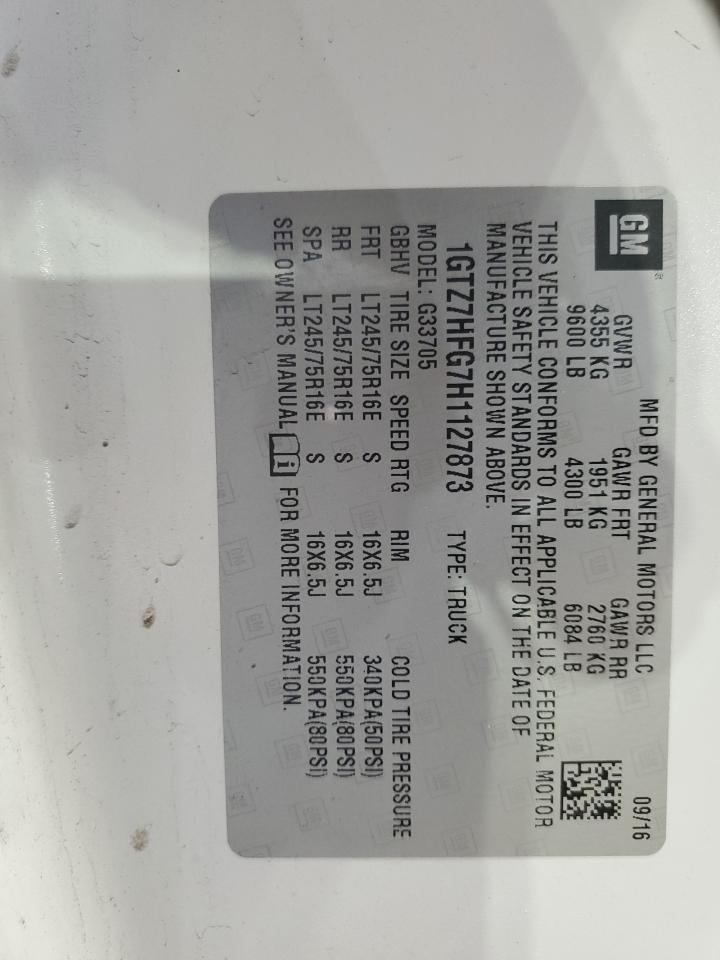 GM
MFD BY GENERAL MOTORS LLC 09/16
GVWR GAWR FRT GAWR RR
4355 KG 1951 KG 2760 KG
9600 LB 4300 LB 6084 LB
THIS VEHICLE CONFORMS TO ALL APPLICABLE U.S. FEDERAL MOTOR
VEHICLE SAFETY STANDARDS IN EFFECT ON THE DATE OF
MANUFACTURE SHOWN ABOVE.
1GTZ7HFG7H1127873 TYPE: TRUCK
MODEL: G33705
GBHV TIRE SIZE SPEED RTG RIM COLD TIRE PRESSURE
FRT LT245/75R16E S 16X6.5J 340KPA(50PSI)
RR LT245/75R16E S 16X6.5J 550KPA(80PSI)
SPA LT245/75R16E S 16X6.5J 550KPA(80PSI)
SEE OWNER'S MANUAL i FOR MORE INFORMATION.